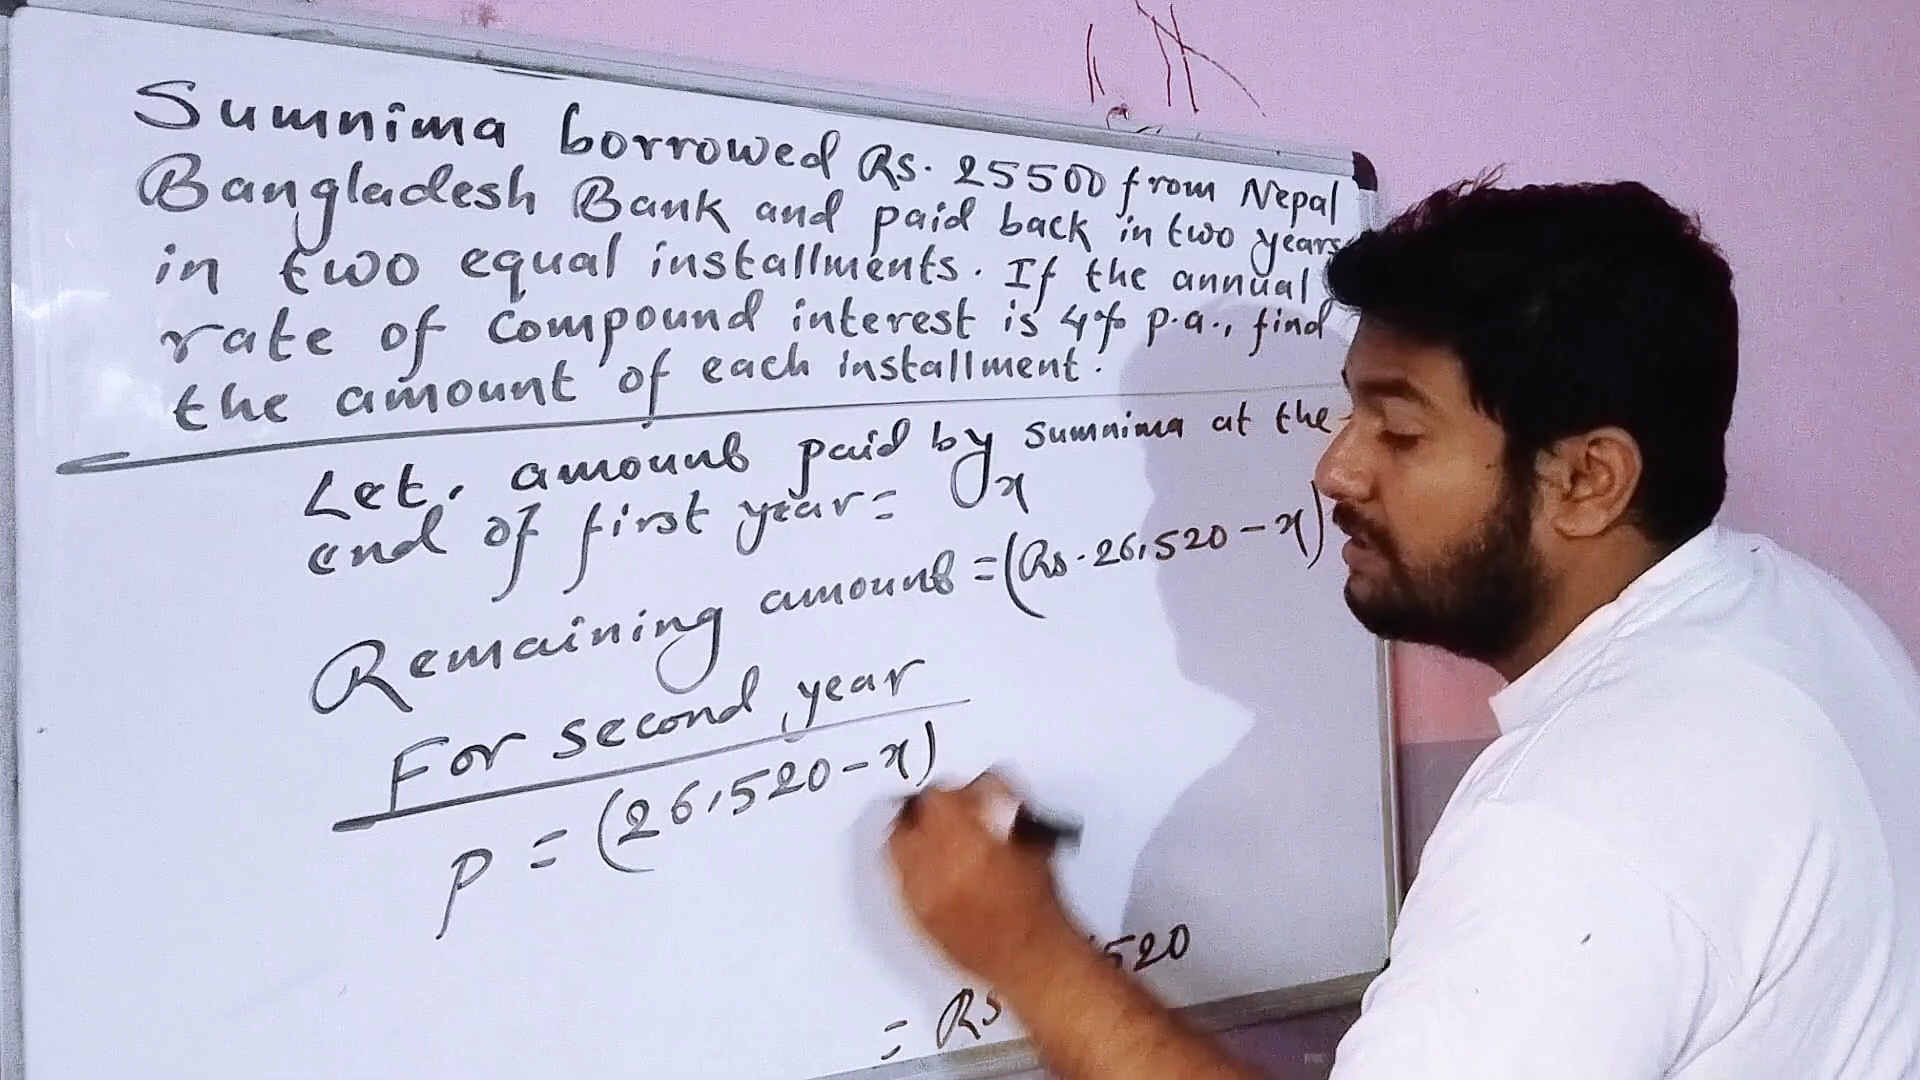 Sumnima borrowed Rs. 25500 from Nepal
Bangladesh Bank and paid back in two years
in two equal installments. If the annual
rate of compound interest is 4% p.a., find
the amount of each installment.
Let, amount paid by sumnima at the
end of first year = x
Remaining amount = (Rs. 26,520 - x)
For second year
P = (26,520 - x)
520
= Rs